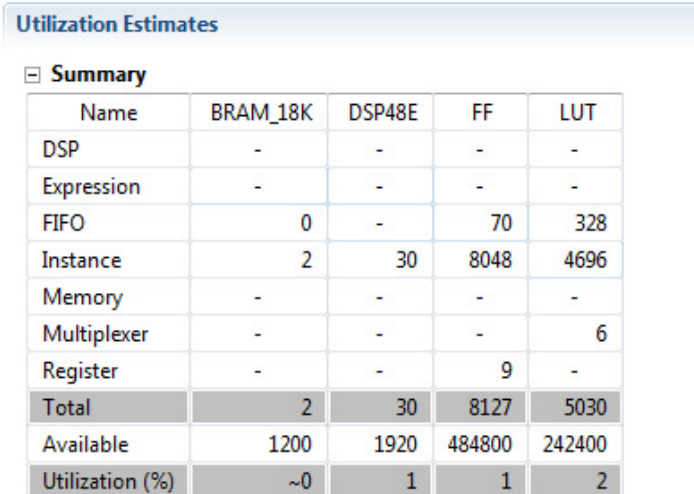 Utilization Estimates
Summary
Name BRAM_18K DSP48E FF LUT
DSP - - - -
Expression - - - -
FIFO 0 - 70 328
Instance 2 30 8048 4696
Memory - - - -
Multiplexer - - - 6
Register - - 9 -
Total 2 30 8127 5030
Available 1200 1920 484800 242400
Utilization (%) ~0 1 1 2